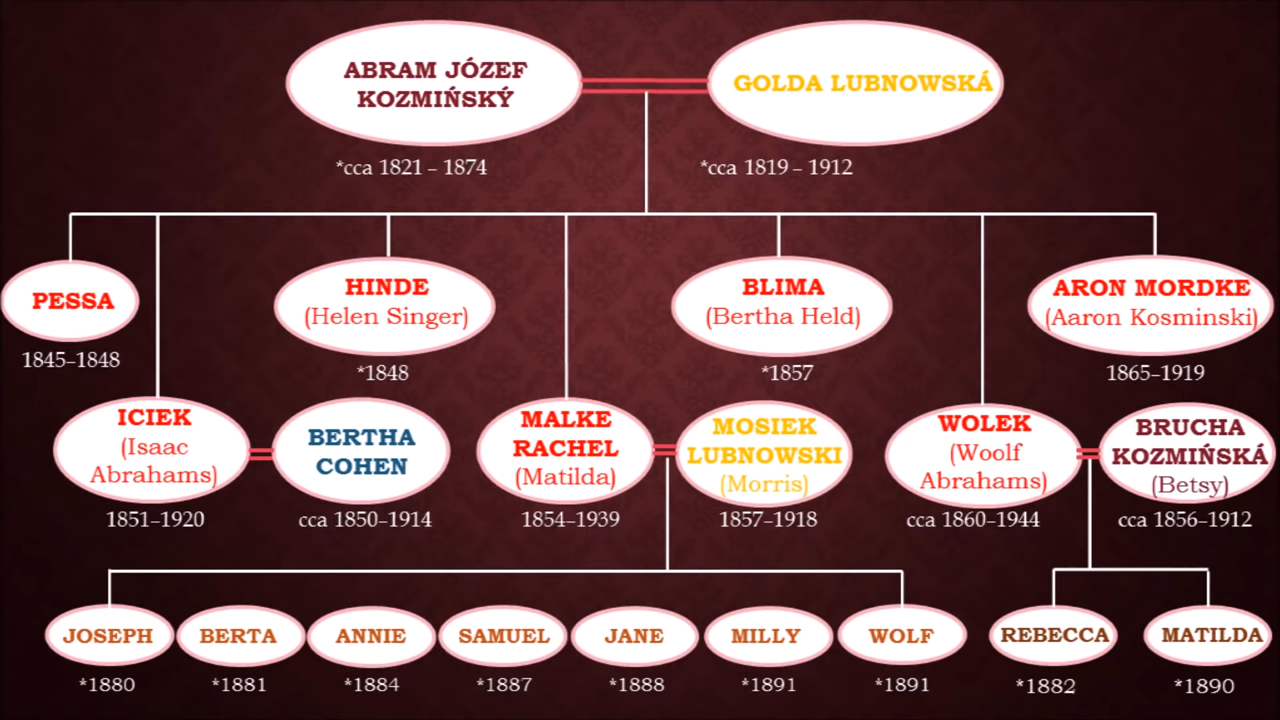 ABRAM JÓZEF
KOZMIŃSKÝ
GOLDA LUBNOWSKÁ
*cca 1821 – 1874
*cca 1819 – 1912
PESSA
1845–1848
HINDE
(Helen Singer)
*1848
BLIMA
(Bertha Held)
*1857
ARON MORDKE
(Aaron Kosminski)
1865–1919
ICIEK
(Isaac
Abrahams)
1851–1920
BERTHA
COHEN
cca 1850–1914
MALKE
RACHEL
(Matilda)
1854–1939
MOSIEK
LUBNOWSKI
(Morris)
1857–1918
WOLEK
(Woolf
Abrahams)
cca 1860–1944
BRUCHA
KOZMIŃSKÁ
(Betsy)
cca 1856–1912
JOSEPH
*1880
BERTA
*1881
ANNIE
*1884
SAMUEL
*1887
JANE
*1888
MILLY
*1891
WOLF
*1891
REBECCA
*1882
MATILDA
*1890